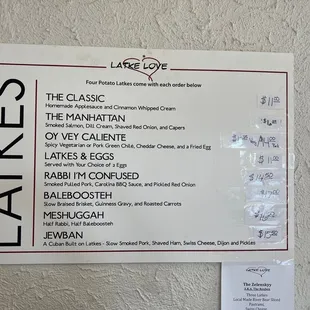 LATKE LOVE
Four Potato Latkes come with each order below
LATKES
THE CLASSIC
Homemade Applesauce and Cinnamon Whipped Cream
$11.50
THE MANHATTAN
Smoked Salmon, Dill Cream, Shaved Red Onion, and Capers
OY VEY CALIENTE
Spicy Vegetarian or Pork Green Chile, Cheddar Cheese, and a Fried Egg
LATKES & EGGS
Served with Your Choice of 2 Eggs
RABBI I'M CONFUSED
Smoked Pulled Pork, Carolina BBQ Sauce, and Pickled Red Onion
BALEBOOSTEH
Slow Braised Brisket, Guinness Gravy, and Roasted Carrots
MESHUGGAH
Half Rabbi, Half Baleboosteh
JEWBAN
A Cuban Built on Latkes - Slow Smoked Pork, Shaved Ham, Swiss Cheese, Dijon and Pickles
LATKE LOVE
The Zelenskyy
Three Latkes